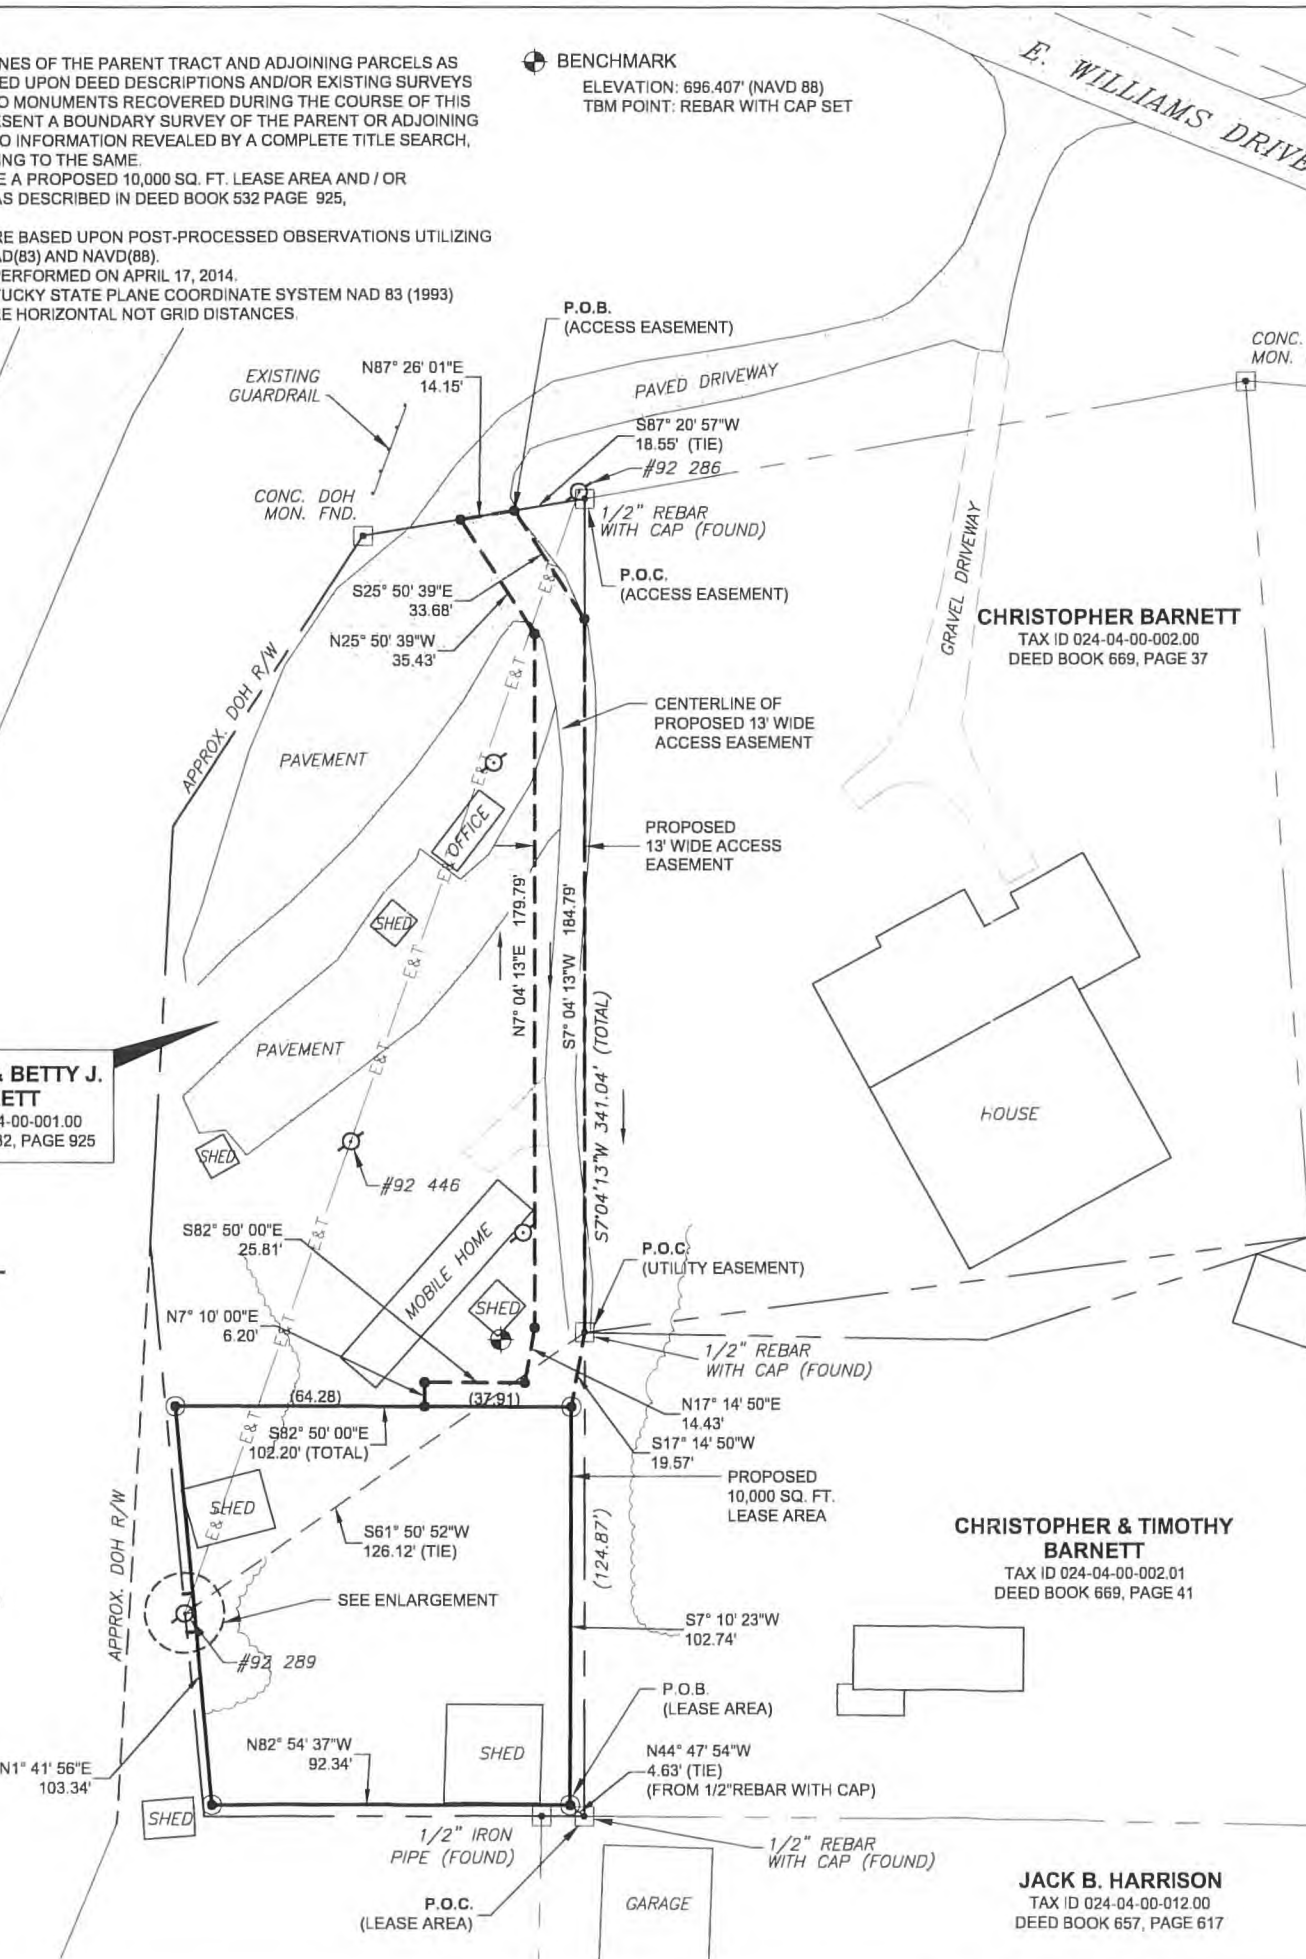 NES OF THE PARENT TRACT AND ADJOINING PARCELS AS
ED UPON DEED DESCRIPTIONS AND/OR EXISTING SURVEYS
O MONUMENTS RECOVERED DURING THE COURSE OF THIS
ESENT A BOUNDARY SURVEY OF THE PARENT OR ADJOINING
O INFORMATION REVEALED BY A COMPLETE TITLE SEARCH,
NG TO THE SAME.
E A PROPOSED 10,000 SQ. FT. LEASE AREA AND / OR
AS DESCRIBED IN DEED BOOK 532 PAGE 925,
RE BASED UPON POST-PROCESSED OBSERVATIONS UTILIZING
AD(83) AND NAVD(88).
PERFORMED ON APRIL 17, 2014.
TUCKY STATE PLANE COORDINATE SYSTEM NAD 83 (1993)
E HORIZONTAL NOT GRID DISTANCES.
BENCHMARK
ELEVATION: 696.407' (NAVD 88)
TBM POINT: REBAR WITH CAP SET
E. WILLIAMS DRIVE
P.O.B.
(ACCESS EASEMENT)
CONC.
MON.
EXISTING
GUARDRAIL
N87° 26' 01"E
14.15'
PAVED DRIVEWAY
S87° 20' 57"W
18.55' (TIE)
#92 286
CONC. DOH
MON. FND.
1/2" REBAR
WITH CAP (FOUND)
P.O.C.
(ACCESS EASEMENT)
S25° 50' 39"E
33.68'
N25° 50' 39"W
35.43'
E&T
E&T
GRAVEL DRIVEWAY
CHRISTOPHER BARNETT
TAX ID 024-04-00-002.00
DEED BOOK 669, PAGE 37
APPROX. DOH R/W
CENTERLINE OF
PROPOSED 13' WIDE
ACCESS EASEMENT
PAVEMENT
E&T
OFFICE
E&T
PROPOSED
13' WIDE ACCESS
EASEMENT
SHED
E&T
N7° 04' 13"E 179.79'
S7° 04' 13"W 184.79'
S7°04'13"W 341.04' (TOTAL)
PAVEMENT
E&T
& BETTY J.
ETT
4-00-001.00
32, PAGE 925
HOUSE
SHED
#92 446
S82° 50' 00"E
25.81'
E&T
MOBILE HOME
P.O.C.
(UTILITY EASEMENT)
SHED
N7° 10' 00"E
6.20'
E&T
1/2" REBAR
WITH CAP (FOUND)
(64.28)
(37.91)
N17° 14' 50"E
14.43'
E&T
S82° 50' 00"E
102.20' (TOTAL)
S17° 14' 50"W
19.57'
PROPOSED
10,000 SQ. FT.
LEASE AREA
SHED
E&T
APPROX. DOH R/W
S61° 50' 52"W
126.12' (TIE)
(124.87')
CHRISTOPHER & TIMOTHY
BARNETT
TAX ID 024-04-00-002.01
DEED BOOK 669, PAGE 41
SEE ENLARGEMENT
S7° 10' 23"W
102.74'
#92 289
P.O.B.
(LEASE AREA)
N82° 54' 37"W
92.34'
SHED
N44° 47' 54"W
4.63' (TIE)
(FROM 1/2"REBAR WITH CAP)
N1° 41' 56"E
103.34'
SHED
1/2" IRON
PIPE (FOUND)
1/2" REBAR
WITH CAP (FOUND)
P.O.C.
(LEASE AREA)
GARAGE
JACK B. HARRISON
TAX ID 024-04-00-012.00
DEED BOOK 657, PAGE 617